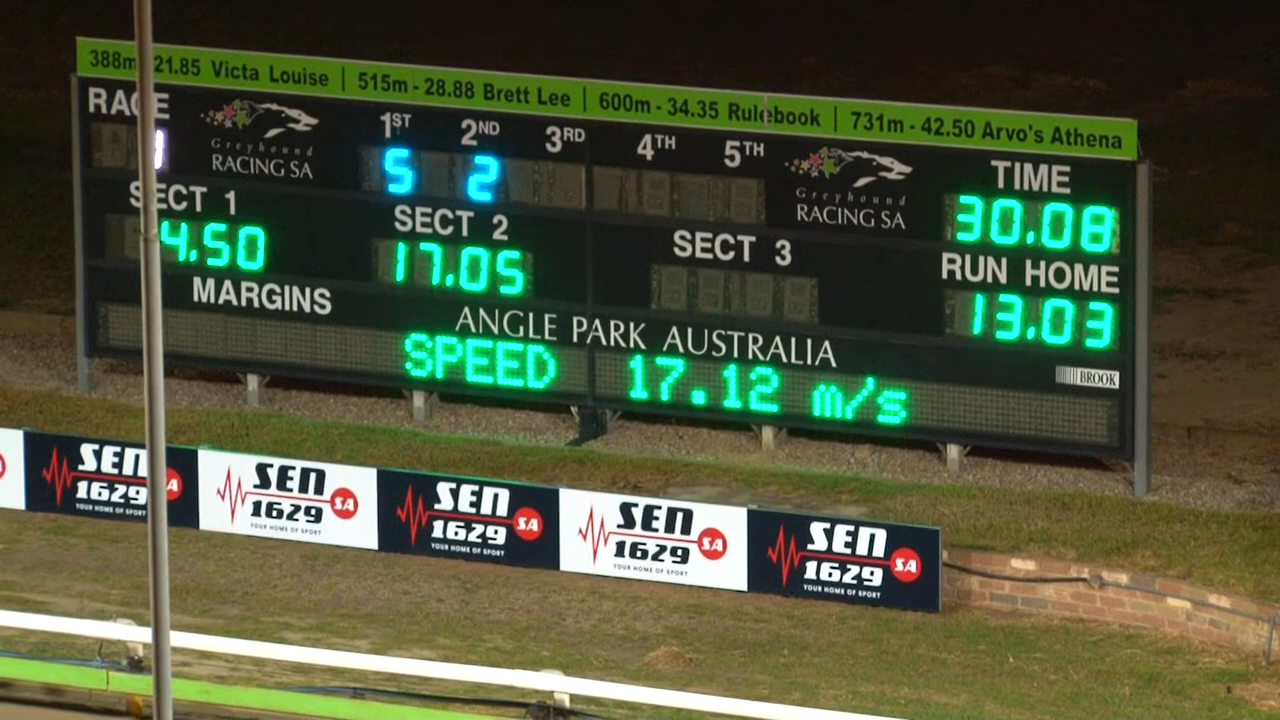 388m 21.85 Victa Louise | 515m - 28.88 Brett Lee | 600m - 34.35 Rulebook | 731m - 42.50 Arvo's Athena
RACE 1ST 2ND 3RD 4TH 5TH TIME
Greyhound RACING SA
Greyhound RACING SA
1 5 2 30.08
SECT 1 SECT 2 SECT 3 RUN HOME
4.50 17.05 13.03
MARGINS
ANGLE PARK AUSTRALIA
SPEED 17.12 m/s
BROOK
SEN 1629 A
YOUR HOME OF SPORT
SEN 1629 SA
YOUR HOME OF SPORT
SEN 1629 SA
YOUR HOME OF SPORT
SEN 1629 SA
YOUR HOME OF SPORT
SEN 1629 SA
YOUR HOME OF SPORT